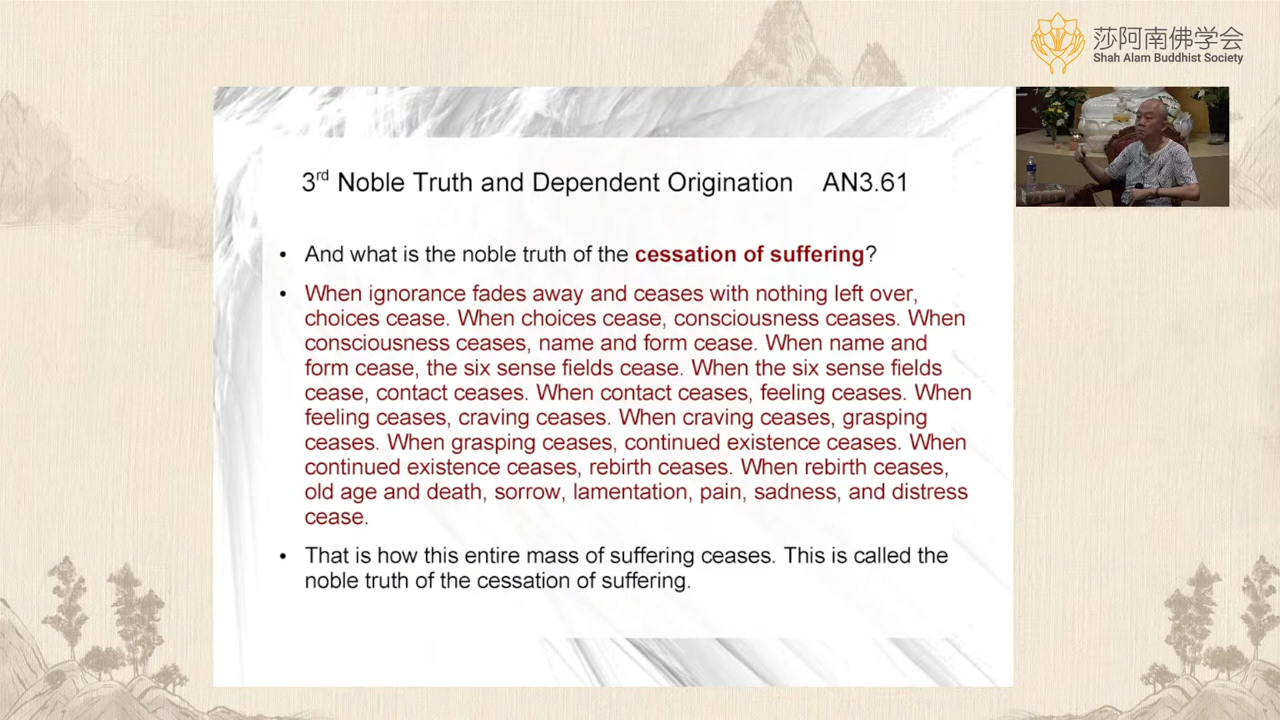 莎阿南佛学会
Shah Alam Buddhist Society
3rd Noble Truth and Dependent Origination AN3.61
• And what is the noble truth of the cessation of suffering?
• When ignorance fades away and ceases with nothing left over,
choices cease. When choices cease, consciousness ceases. When
consciousness ceases, name and form cease. When name and
form cease, the six sense fields cease. When the six sense fields
cease, contact ceases. When contact ceases, feeling ceases. When
feeling ceases, craving ceases. When craving ceases, grasping
ceases. When grasping ceases, continued existence ceases. When
continued existence ceases, rebirth ceases. When rebirth ceases,
old age and death, sorrow, lamentation, pain, sadness, and distress
cease.
• That is how this entire mass of suffering ceases. This is called the
noble truth of the cessation of suffering.